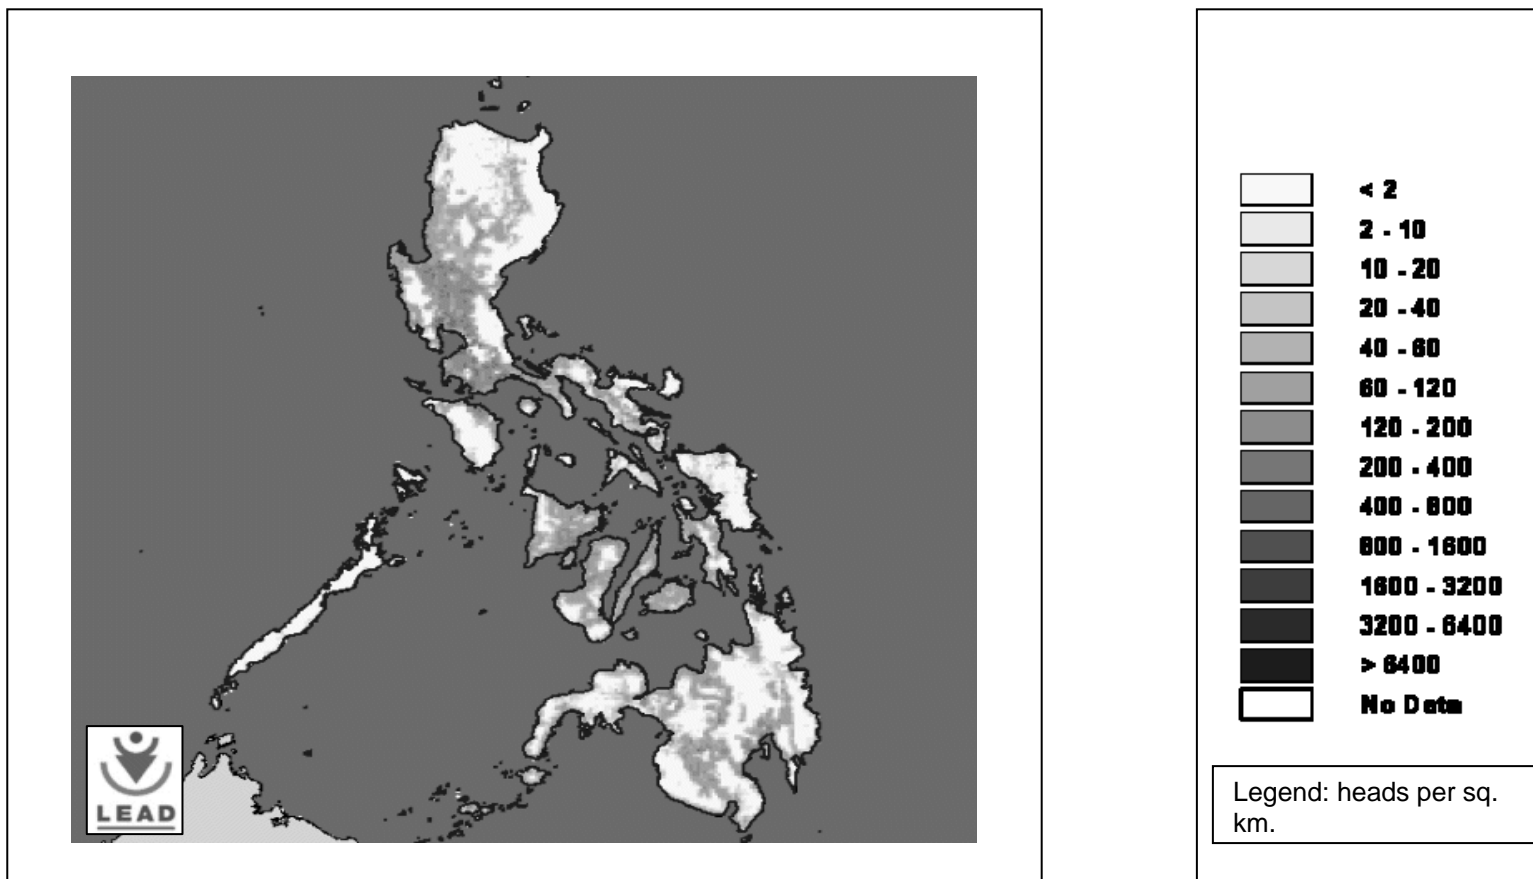 LEAD
< 2
2 - 10
10 - 20
20 - 40
40 - 60
60 - 120
120 - 200
200 - 400
400 - 800
800 - 1600
1600 - 3200
3200 - 6400
> 6400
No Data
Legend: heads per sq.
km.